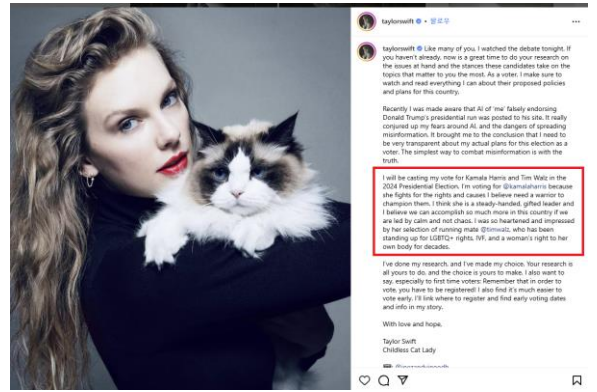 taylorswift • 팔로우
taylorswift Like many of you, I watched the debate tonight. If
you haven't already, now is a great time to do your research on
the issues at hand and the stances these candidates take on the
topics that matter to you the most. As a voter, I make sure to
watch and read everything I can about their proposed policies
and plans for this country.
Recently I was made aware that AI of 'me' falsely endorsing
Donald Trump's presidential run was posted to his site. It really
conjured up my fears around AI, and the dangers of spreading
misinformation. It brought me to the conclusion that I need to
be very transparent about my actual plans for this election as a
voter. The simplest way to combat misinformation is with the
truth.
I will be casting my vote for Kamala Harris and Tim Walz in the
2024 Presidential Election. I'm voting for @kamalaharris because
she fights for the rights and causes I believe need a warrior to
champion them. I think she is a steady-handed, gifted leader and
I believe we can accomplish so much more in this country if we
are led by calm and not chaos. I was so heartened and impressed
by her selection of running mate @timwalz, who has been
standing up for LGBTQ+ rights, IVF, and a woman's right to her
own body for decades.
I've done my research, and I've made my choice. Your research is
all yours to do, and the choice is yours to make. I also want to
say, especially to first time voters: Remember that in order to
vote, you have to be registered! I also find it's much easier to
vote early. I'll link where to register and find early voting dates
and info in my story.
With love and hope,
Taylor Swift
Childless Cat Lady